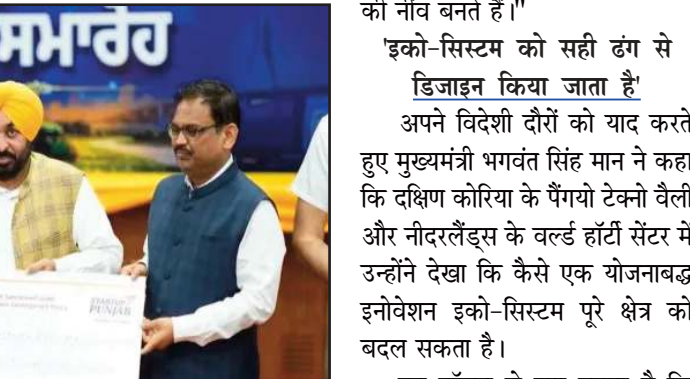 ਸਮਾਰੋਹ
STARTUP
PUNJAB
की नींव बनते हैं।"
'इको-सिस्टम को सही ढंग से
डिजाइन किया जाता है'
अपने विदेशी दौरों को याद करते
हुए मुख्यमंत्री भगवंत सिंह मान ने कहा
कि दक्षिण कोरिया के पैंगयो टेक्नो वैली
और नीदरलैंड्स के वर्ल्ड हॉर्टी सेंटर में
उन्होंने देखा कि कैसे एक योजनाबद्ध
इनोवेशन इको-सिस्टम पूरे क्षेत्र को
बदल सकता है।